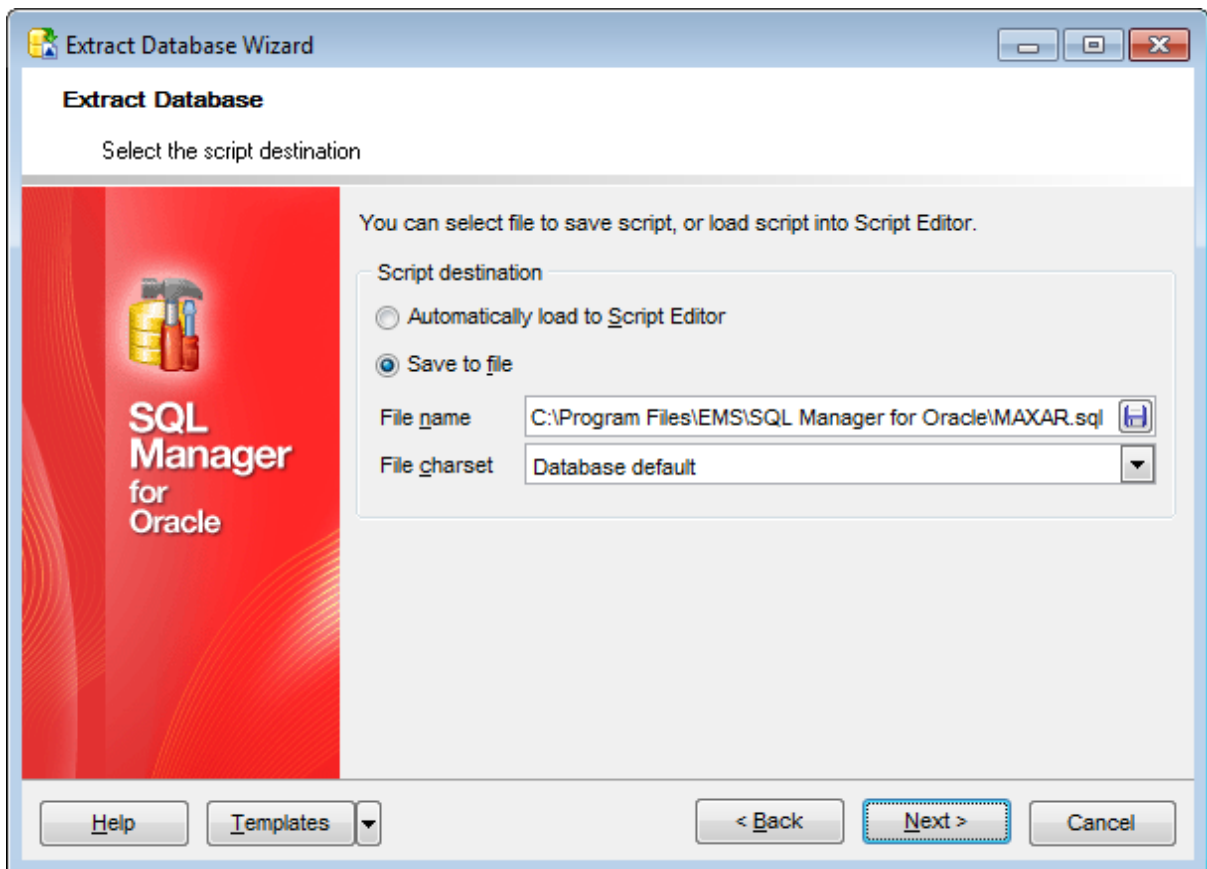 Extract Database Wizard
Extract Database
Select the script destination
You can select file to save script, or load script into Script Editor.
Script destination
Automatically load to Script Editor
Save to file
File name C:\Program Files\EMS\SQL Manager for Oracle\MAXAR.sql
File charset Database default
SQL
Manager
for
Oracle
Help Templates < Back Next > Cancel